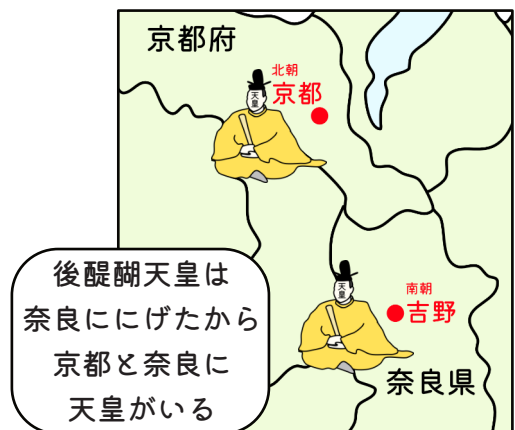 京都府
北朝
京都
天皇
南朝
吉野
天皇
奈良県
後醍醐天皇は
奈良ににげたから
京都と奈良に
天皇がいる